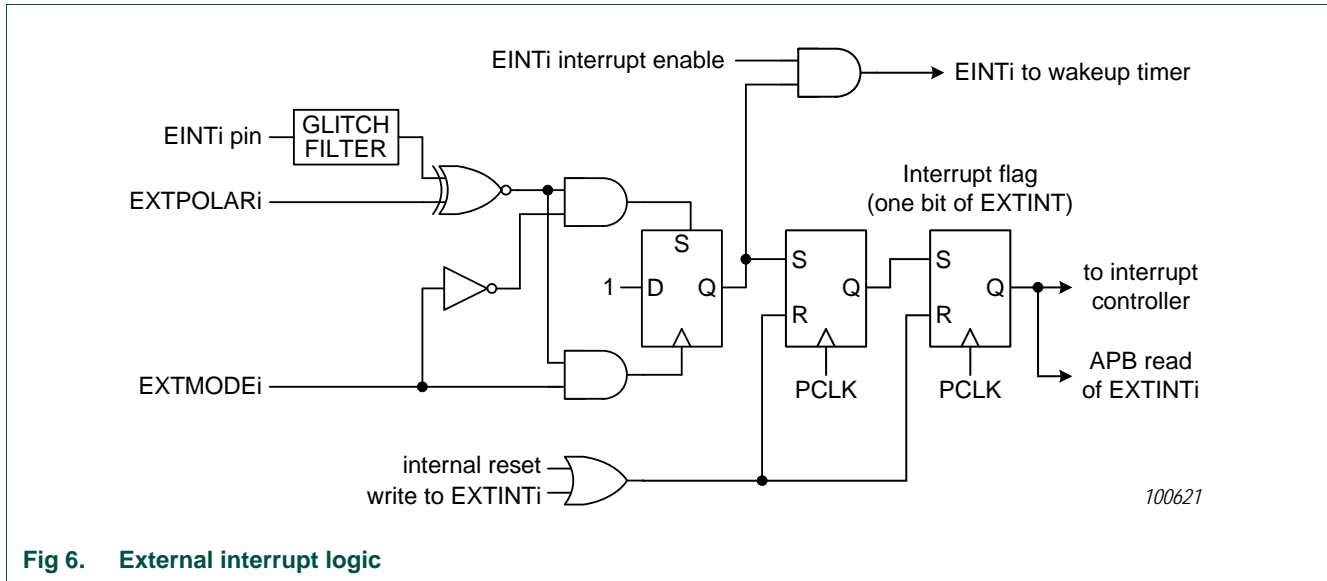 EINTi interrupt enable
EINTi to wakeup timer
EINTi pin
GLITCH
FILTER
EXTPOLARi
Interrupt flag
(one bit of EXTINT)
S
1
D
Q
S
R
Q
S
R
Q
to interrupt
controller
EXTMODEi
PCLK
PCLK
APB read
of EXTINTi
internal reset
write to EXTINTi
100621
Fig 6. External interrupt logic